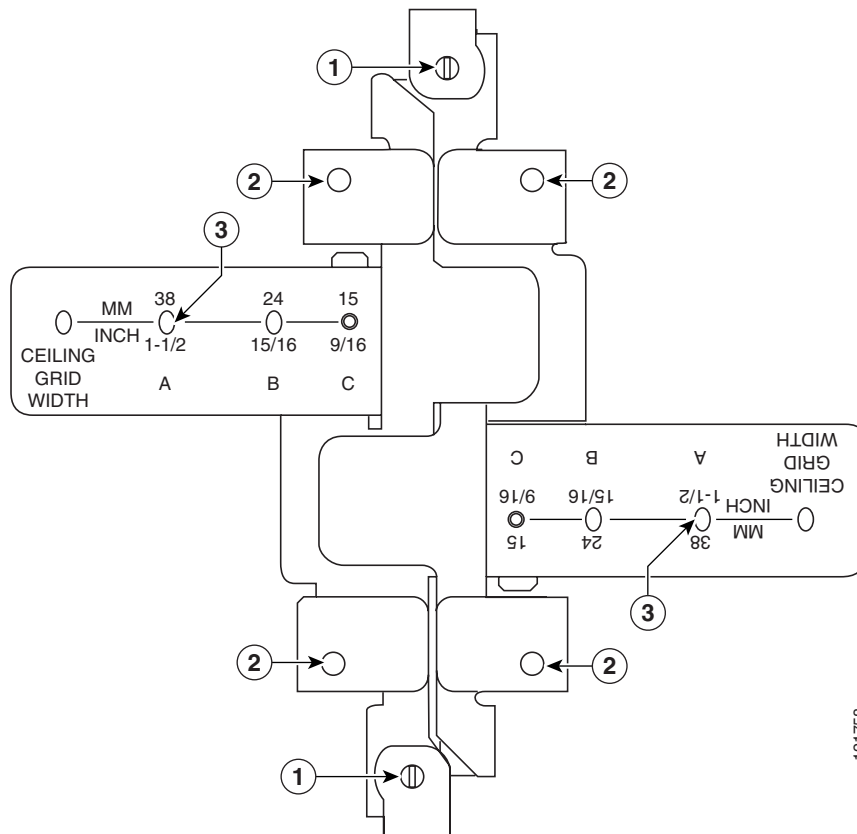 1
2
2
3
38 24 15
MM
INCH
1-1/2 15/16 9/16
CEILING
GRID
WIDTH
A B C
38 24 15
MM
INCH
1-1/2 15/16 9/16
CEILING
GRID
WIDTH
A B C
3
2
2
1